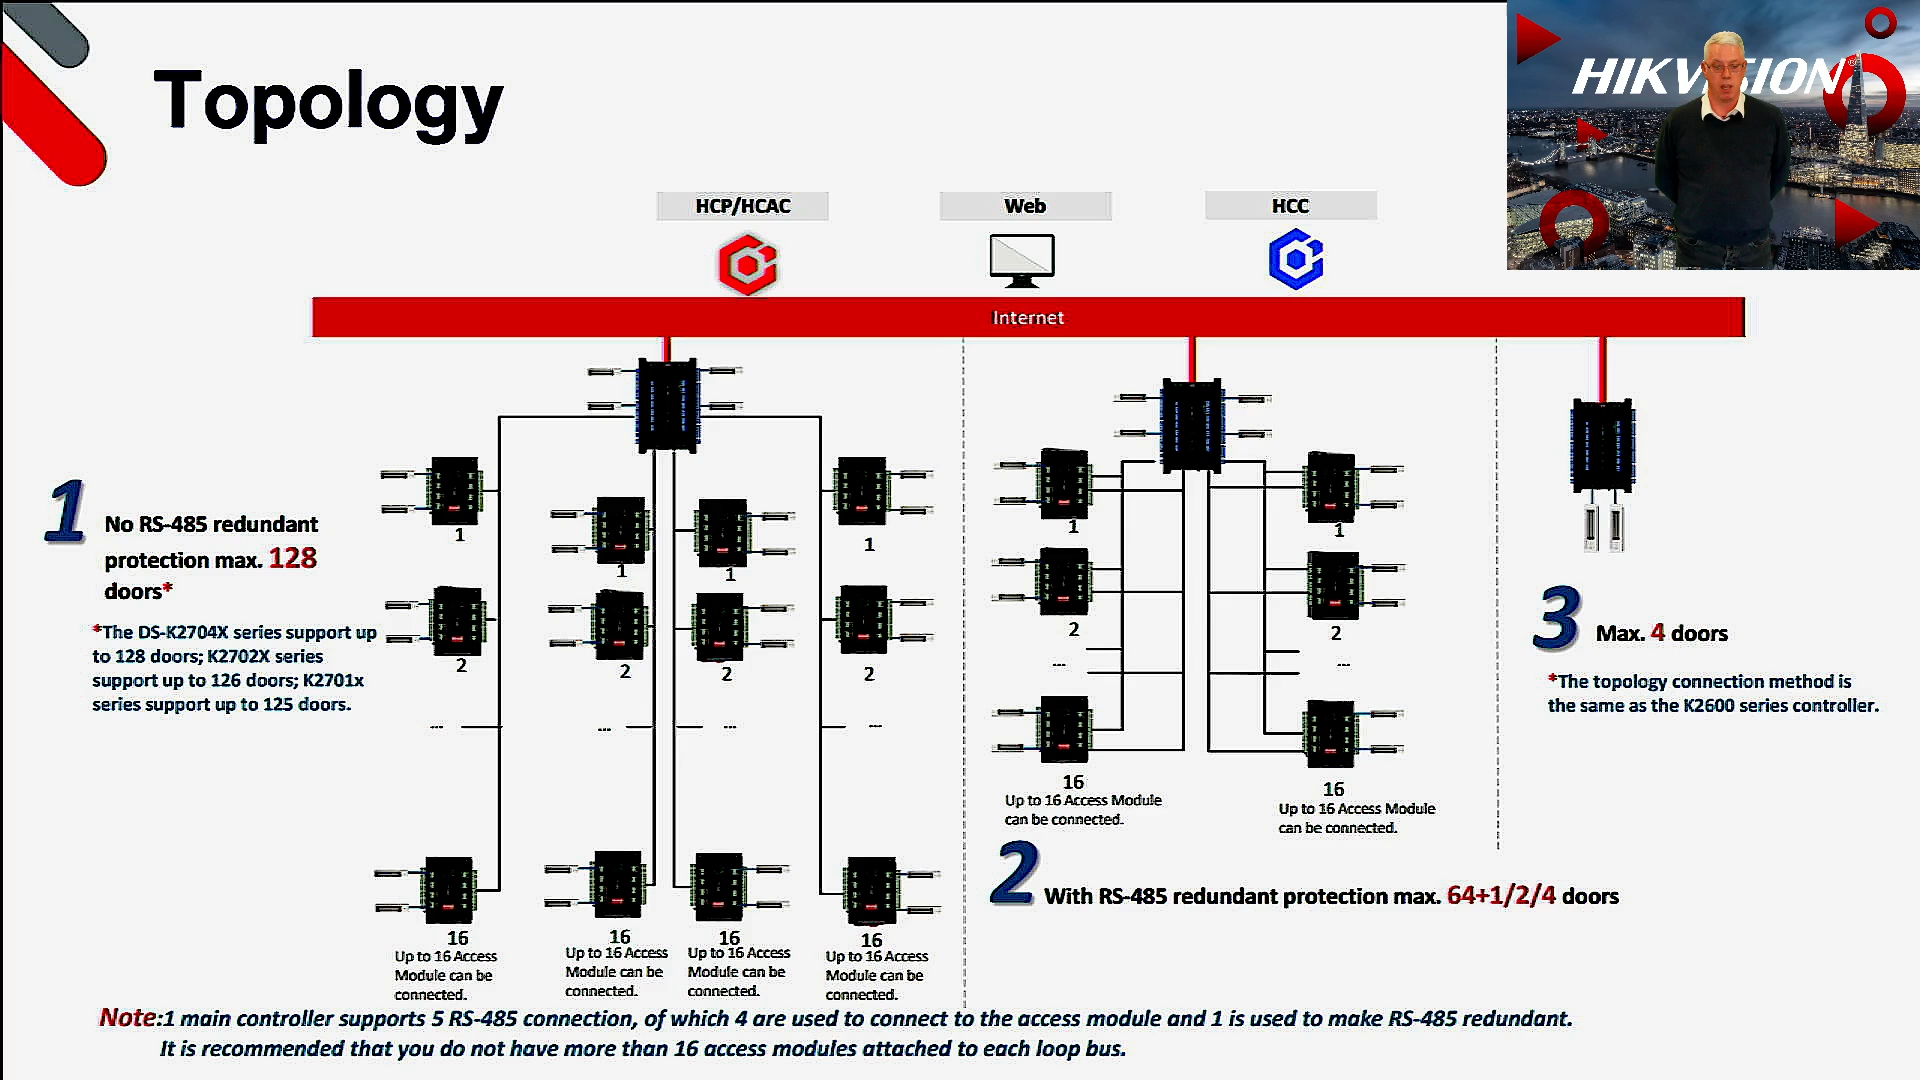 Topology
HIKVISION
HCP/HCAC
Web
HCC
Internet
1
No RS-485 redundant
protection max. 128
doors*
*The DS-K2704X series support up
to 128 doors; K2702X series
support up to 126 doors; K2701x
series support up to 125 doors.
1
1
1
1
2
2
2
2
...
...
...
...
16
Up to 16 Access
Module can be
connected.
16
Up to 16 Access
Module can be
connected.
16
Up to 16 Access
Module can be
connected.
16
Up to 16 Access
Module can be
connected.
1
1
2
2
...
...
16
Up to 16 Access Module
can be connected.
16
Up to 16 Access Module
can be connected.
2
With RS-485 redundant protection max. 64+1/2/4 doors
3
Max. 4 doors
*The topology connection method is
the same as the K2600 series controller.
Note:1 main controller supports 5 RS-485 connection, of which 4 are used to connect to the access module and 1 is used to make RS-485 redundant.
It is recommended that you do not have more than 16 access modules attached to each loop bus.